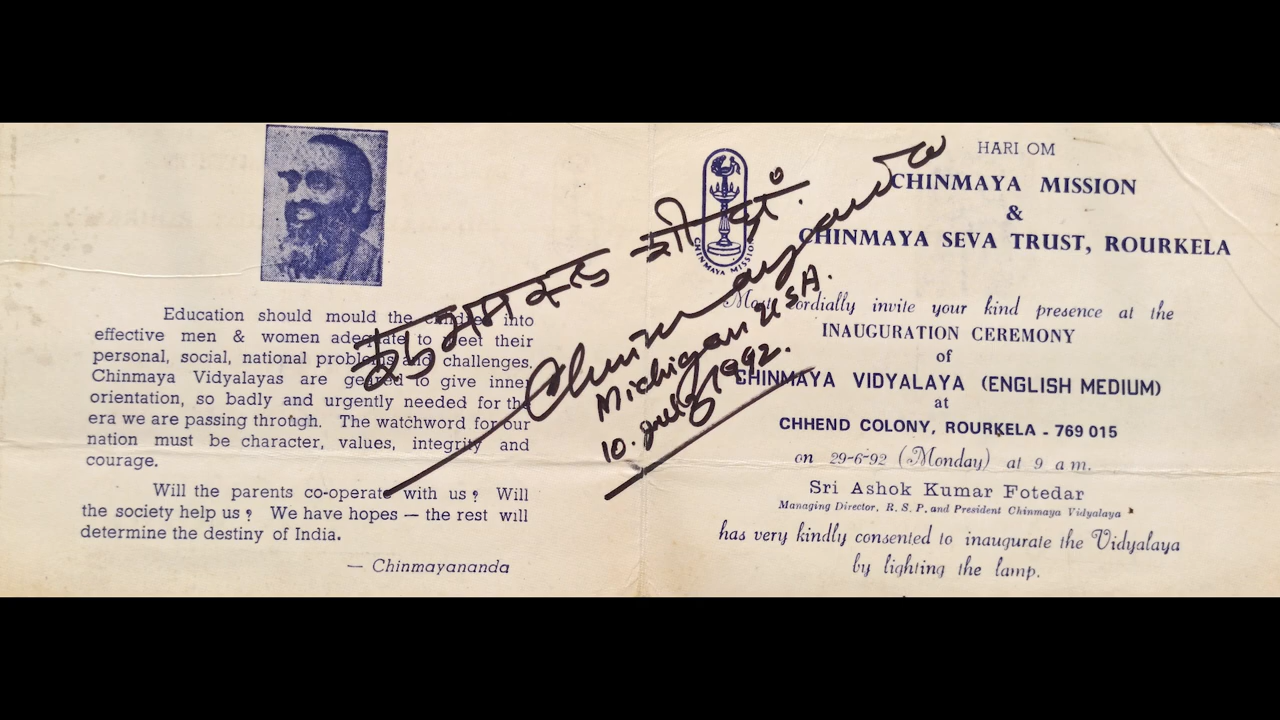 Education should mould the children into
effective men & women adequate to meet their
personal, social, national problems and challenges.
Chinmaya Vidyalayas are geared to give inner
orientation, so badly and urgently needed for the
era we are passing through. The watchword for our
nation must be character, values, integrity and
courage.
Will the parents co-operate with us? Will
the society help us? We have hopes — the rest will
determine the destiny of India.
— Chinmayananda
Chinmayananda
Michigan USA.
10. July 1992.
CHINMAYA MISSION
HARI OM
CHINMAYA MISSION
&
CHINMAYA SEVA TRUST, ROURKELA
Most cordially invite your kind presence at the
INAUGURATION CEREMONY
of
CHINMAYA VIDYALAYA (ENGLISH MEDIUM)
at
CHHEND COLONY, ROURKELA - 769 015
on 29-6-92 (Monday) at 9 a m.
Sri Ashok Kumar Fotedar
Managing Director, R. S. P. and President Chinmaya Vidyalaya
has very kindly consented to inaugurate the Vidyalaya
by lighting the lamp.